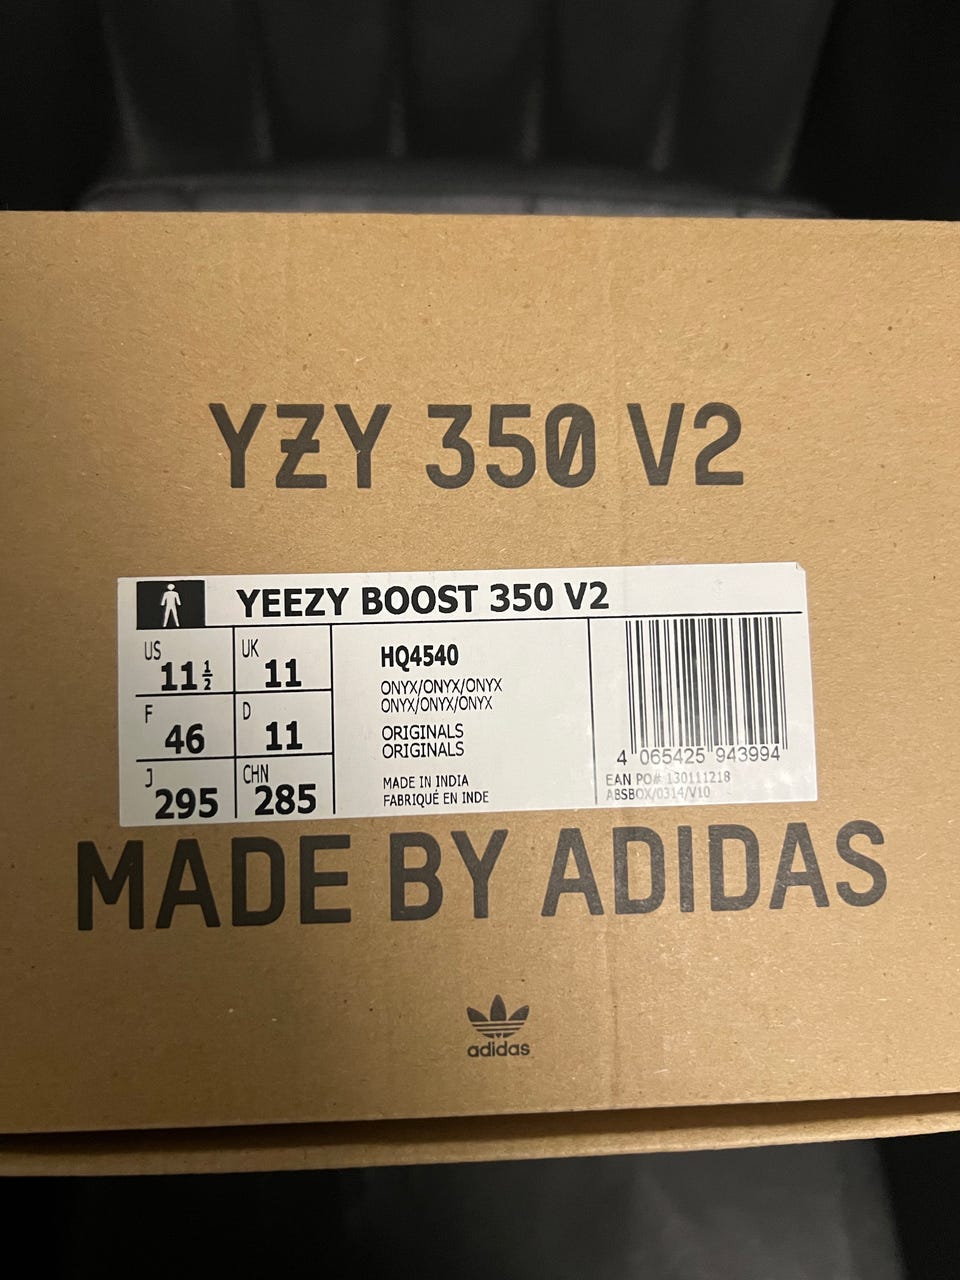 YZY 350 V2
YEEZY BOOST 350 V2
US 11 1/2
UK 11
F 46
D 11
J 295
CHN 285
HQ4540
ONYX/ONYX/ONYX
ONYX/ONYX/ONYX
ORIGINALS
ORIGINALS
MADE IN INDIA
FABRIQUÉ EN INDE
4 065425 943994
EAN PO# 130111218
ABSBOX/0314/V10
MADE BY ADIDAS
adidas